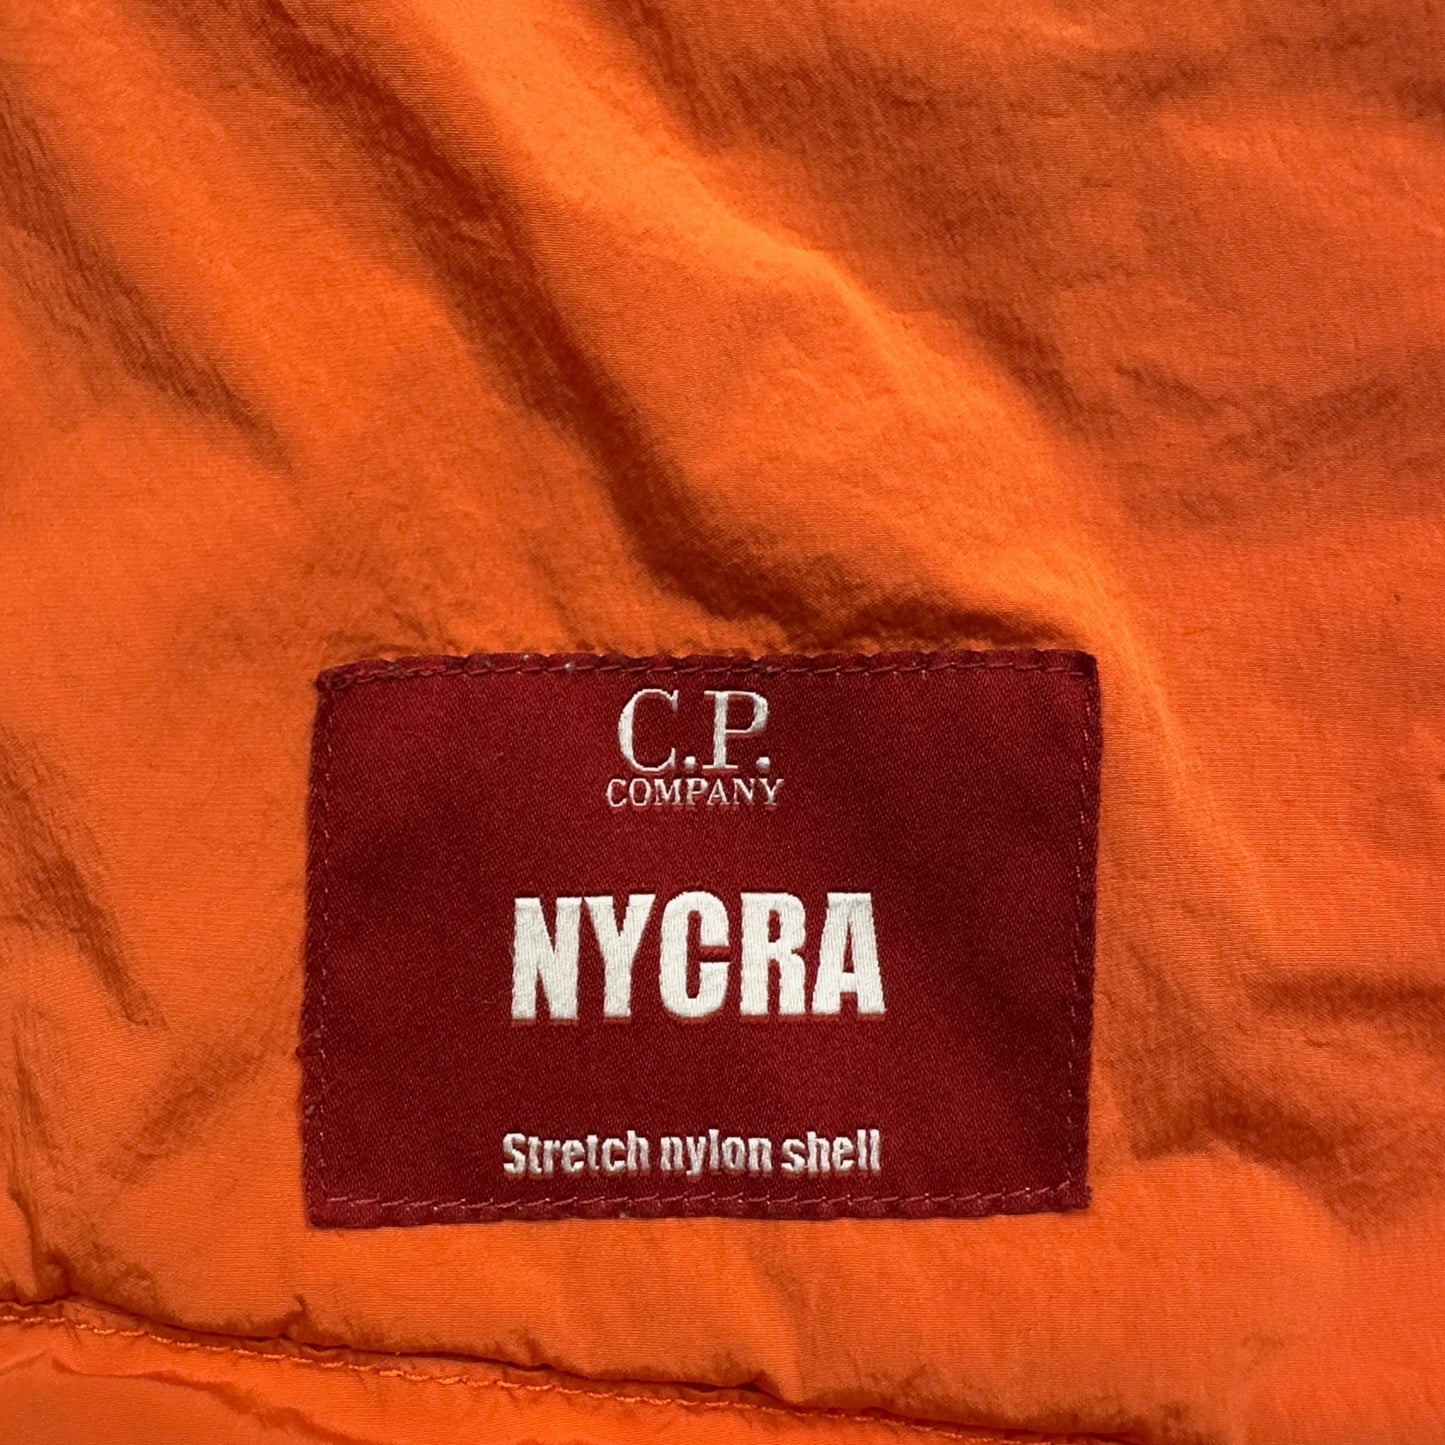 C.P.
COMPANY
NYCRA
Stretch nylon shell